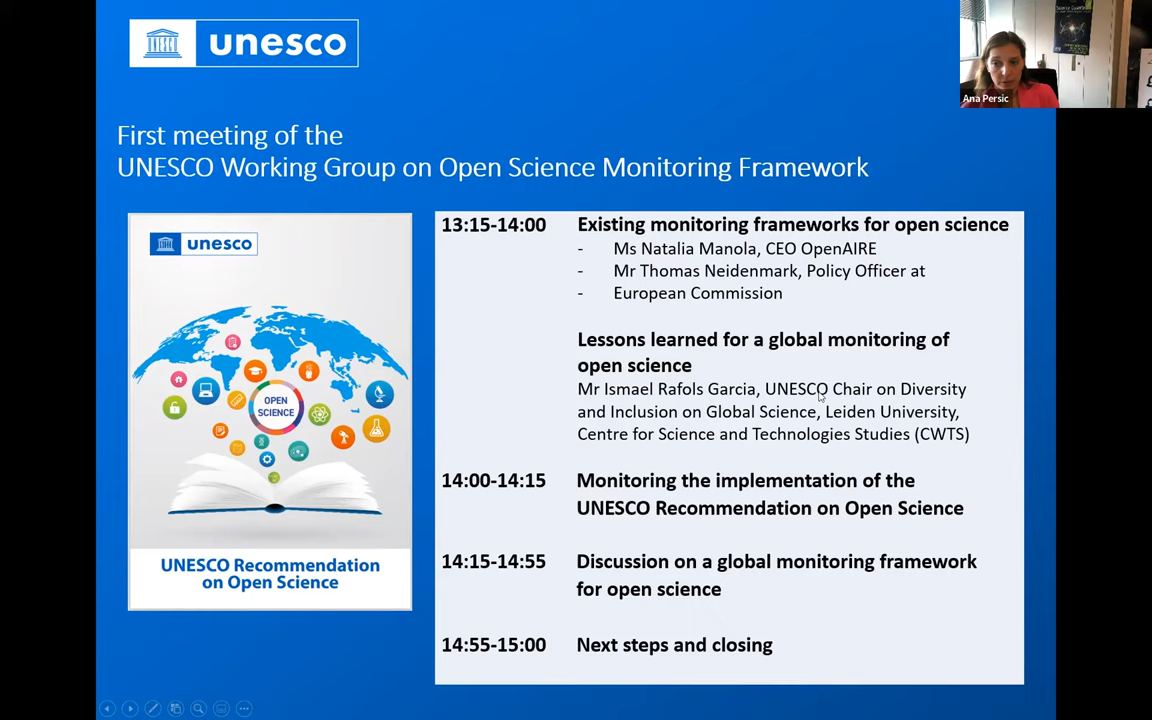 unesco
Ana Persic
First meeting of the
UNESCO Working Group on Open Science Monitoring Framework
unesco
OPEN
SCIENCE
UNESCO Recommendation
on Open Science
13:15-14:00 Existing monitoring frameworks for open science
- Ms Natalia Manola, CEO OpenAIRE
- Mr Thomas Neidenmark, Policy Officer at
- European Commission
Lessons learned for a global monitoring of
open science
Mr Ismael Rafols Garcia, UNESCO Chair on Diversity
and Inclusion on Global Science, Leiden University,
Centre for Science and Technologies Studies (CWTS)
14:00-14:15 Monitoring the implementation of the
UNESCO Recommendation on Open Science
14:15-14:55 Discussion on a global monitoring framework
for open science
14:55-15:00 Next steps and closing